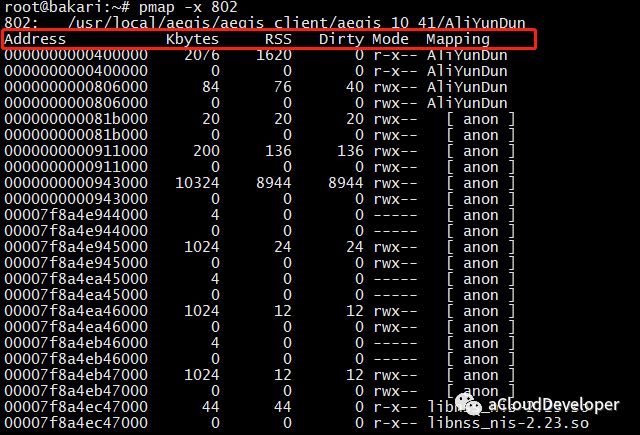 root@bakari:~# pmap -x 802
802:   /usr/local/aegis/aegis_client/aegis_10_41/AliYunDun
Address           Kbytes     RSS   Dirty Mode  Mapping
0000000000400000    2076    1620       0 r-x-- AliYunDun
0000000000400000       0       0       0 r-x-- AliYunDun
0000000000806000      84      76      40 rwx-- AliYunDun
0000000000806000       0       0       0 rwx-- AliYunDun
000000000081b000      20      20      20 rwx--   [ anon ]
000000000081b000       0       0       0 rwx--   [ anon ]
0000000000911000     200     136     136 rwx--   [ anon ]
0000000000911000       0       0       0 rwx--   [ anon ]
0000000000943000   10324    8944    8944 rwx--   [ anon ]
0000000000943000       0       0       0 rwx--   [ anon ]
00007f8a4e944000       4       0       0 -----   [ anon ]
00007f8a4e944000       0       0       0 -----   [ anon ]
00007f8a4e945000    1024      24      24 rwx--   [ anon ]
00007f8a4e945000       0       0       0 rwx--   [ anon ]
00007f8a4ea45000       4       0       0 -----   [ anon ]
00007f8a4ea45000       0       0       0 -----   [ anon ]
00007f8a4ea46000    1024      12      12 rwx--   [ anon ]
00007f8a4ea46000       0       0       0 rwx--   [ anon ]
00007f8a4eb46000       4       0       0 -----   [ anon ]
00007f8a4eb46000       0       0       0 -----   [ anon ]
00007f8a4eb47000    1024      12      12 rwx--   [ anon ]
00007f8a4eb47000       0       0       0 rwx--   [ anon ]
00007f8a4ec47000      44      44       0 r-x-- libnss_nis-2.23.so
00007f8a4ec47000       0       0       0 r-x-- libnss_nis-2.23.so
aCloudDeveloper